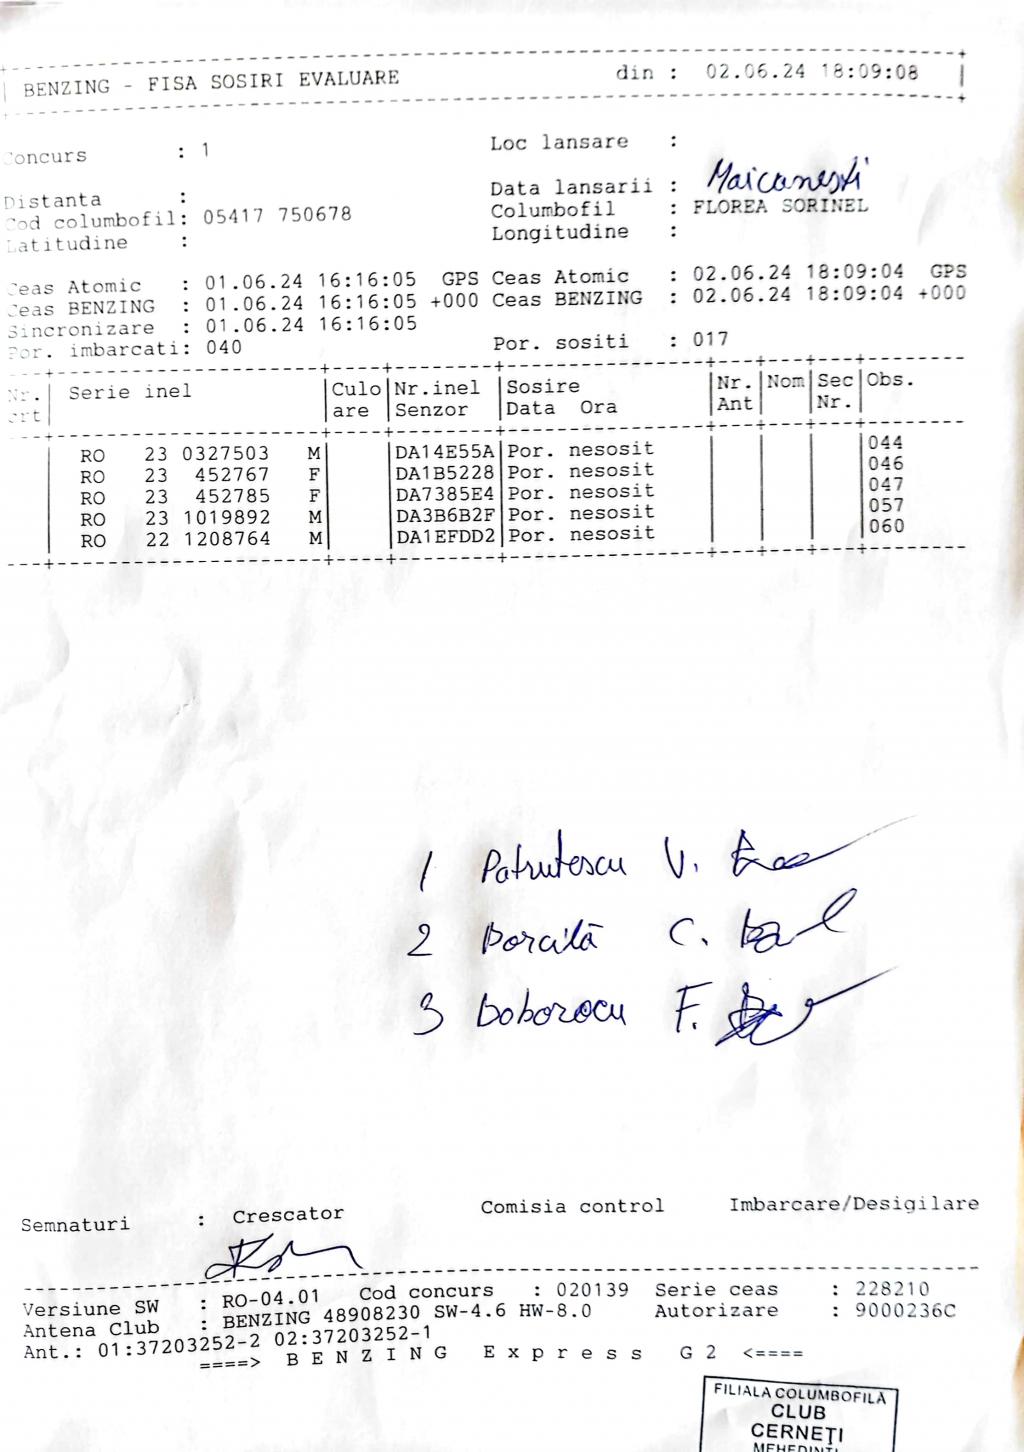 BENZING - FISA SOSIRI EVALUARE din : 02.06.24 18:09:08
Concurs : 1 Loc lansare :
Distanta : Data lansarii : Maicanesti
Cod columbofil: 05417 750678 Columbofil : FLOREA SORINEL
Latitudine : Longitudine :
Ceas Atomic : 01.06.24 16:16:05 GPS Ceas Atomic : 02.06.24 18:09:04 GPS
Ceas BENZING : 01.06.24 16:16:05 +000 Ceas BENZING : 02.06.24 18:09:04 +000
Sincronizare : 01.06.24 16:16:05
Por. imbarcati: 040 Por. sositi : 017
Nr. Serie inel Culo Nr.inel Sosire Nr. Nom Sec Obs.
crt are Senzor Data Ora Ant Nr.
RO 23 0327503 M DA14E55A Por. nesosit 044
RO 23 452767 F DA1B5228 Por. nesosit 046
RO 23 452785 F DA7385E4 Por. nesosit 047
RO 23 1019892 M DA3B6B2F Por. nesosit 057
RO 22 1208764 M DA1EFDD2 Por. nesosit 060
1 Patrutescu V.
2 Borcilă C.
3 Boborocu F.
Semnaturi : Crescator Comisia control Imbarcare/Desigilare
Versiune SW : RO-04.01 Cod concurs : 020139 Serie ceas : 228210
Antena Club : BENZING 48908230 SW-4.6 HW-8.0 Autorizare : 9000236C
Ant.: 01:37203252-2 02:37203252-1
====> B E N Z I N G E x p r e s s G 2 <====
FILIALA COLUMBOFILĂ
CLUB
CERNEȚI
MEHEDINȚI